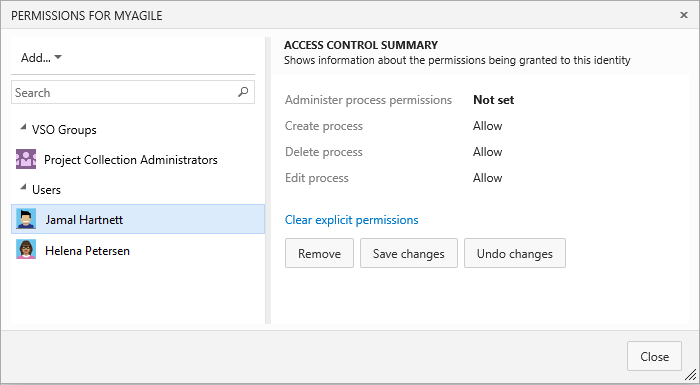 PERMISSIONS FOR MYAGILE
Add...
Search
VSO Groups
Project Collection Administrators
Users
Jamal Hartnett
Helena Petersen
ACCESS CONTROL SUMMARY
Shows information about the permissions being granted to this identity
Administer process permissions Not set
Create process Allow
Delete process Allow
Edit process Allow
Clear explicit permissions
Remove Save changes Undo changes
Close